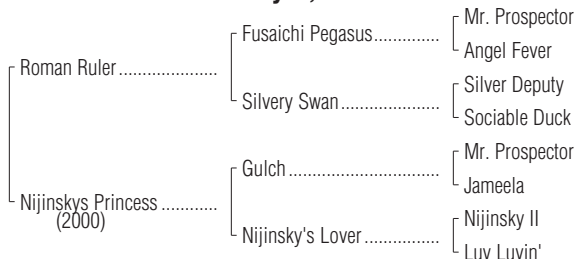 Mr. Prospector
Fusaichi Pegasus
Angel Fever
Roman Ruler
Silver Deputy
Silvery Swan
Sociable Duck
Mr. Prospector
Gulch
Jameela
Nijinskys Princess
(2000)
Nijinsky II
Nijinsky's Lover
Luv Luvin'